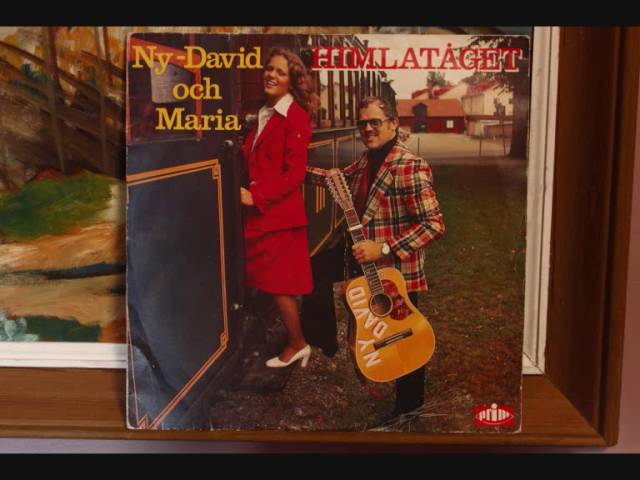 Ny-David
och
Maria
HIMLATÅGET
NY DAVID
prim